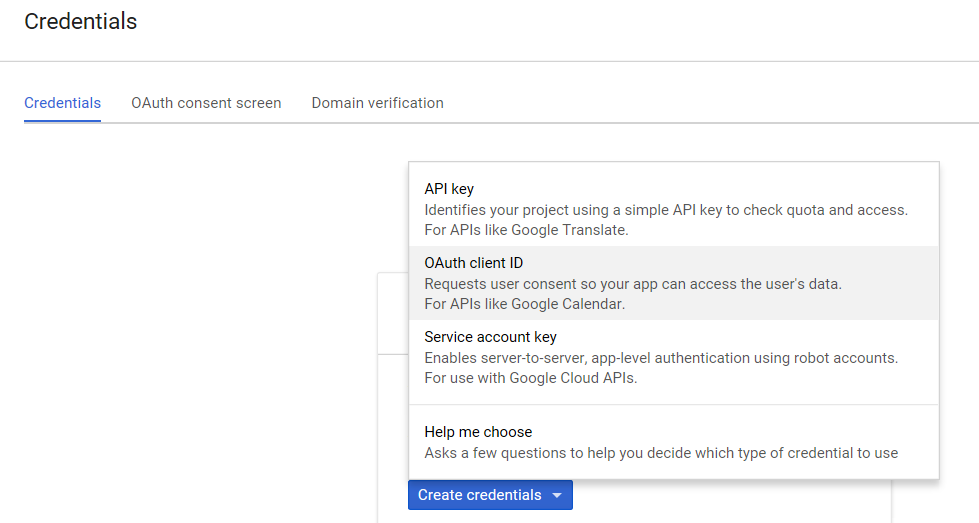 Credentials
Credentials OAuth consent screen Domain verification
API key
Identifies your project using a simple API key to check quota and access.
For APIs like Google Translate.
OAuth client ID
Requests user consent so your app can access the user's data.
For APIs like Google Calendar.
Service account key
Enables server-to-server, app-level authentication using robot accounts.
For use with Google Cloud APIs.
Help me choose
Asks a few questions to help you decide which type of credential to use
Create credentials